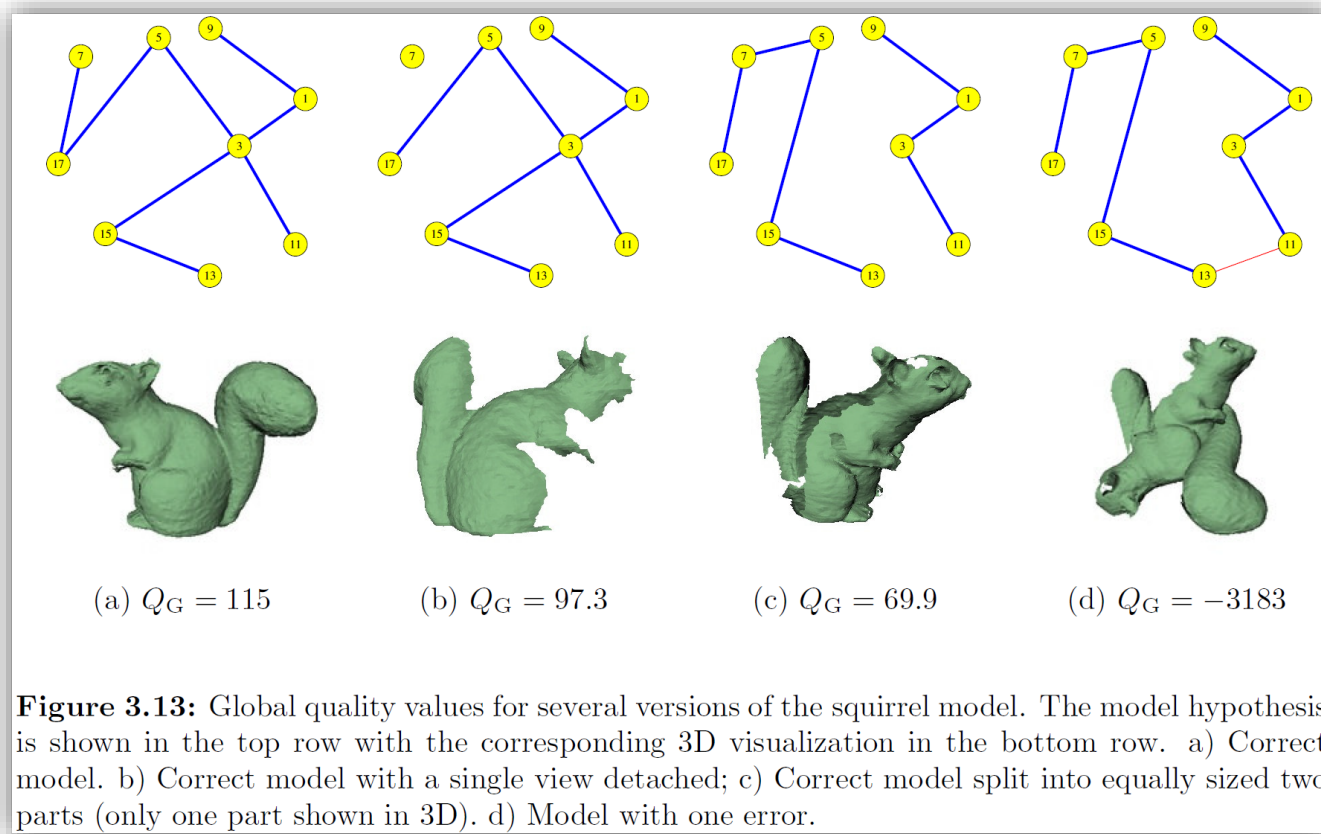 9 5 7 1 3 17 15 11 13
9 5 7 1 3 17 15 11 13
9 5 7 1 3 17 15 11 13
9 5 7 1 3 17 15 11 13
(a) Q_G = 115 (b) Q_G = 97.3 (c) Q_G = 69.9 (d) Q_G = −3183
Figure 3.13: Global quality values for several versions of the squirrel model. The model hypothesis
is shown in the top row with the corresponding 3D visualization in the bottom row. a) Correct
model. b) Correct model with a single view detached; c) Correct model split into equally sized two
parts (only one part shown in 3D). d) Model with one error.